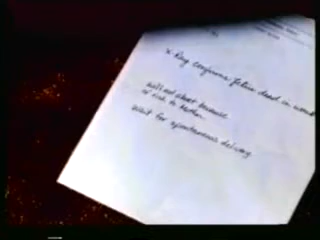 X-Ray confirms: fetus dead in womb
Will not abort because
of risk to mother.
Wait for spontaneous delivery